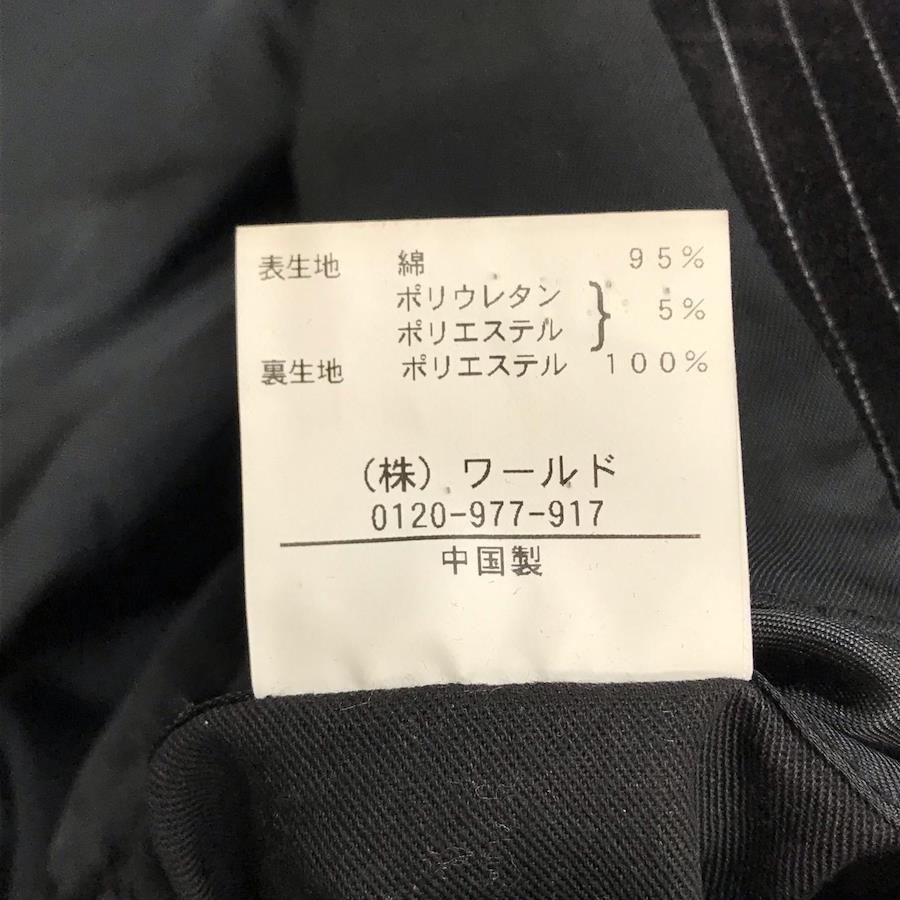 表生地 綿 95%
ポリウレタン
ポリエステル } 5%
裏生地 ポリエステル 100%
(株) ワールド
0120-977-917
中国製